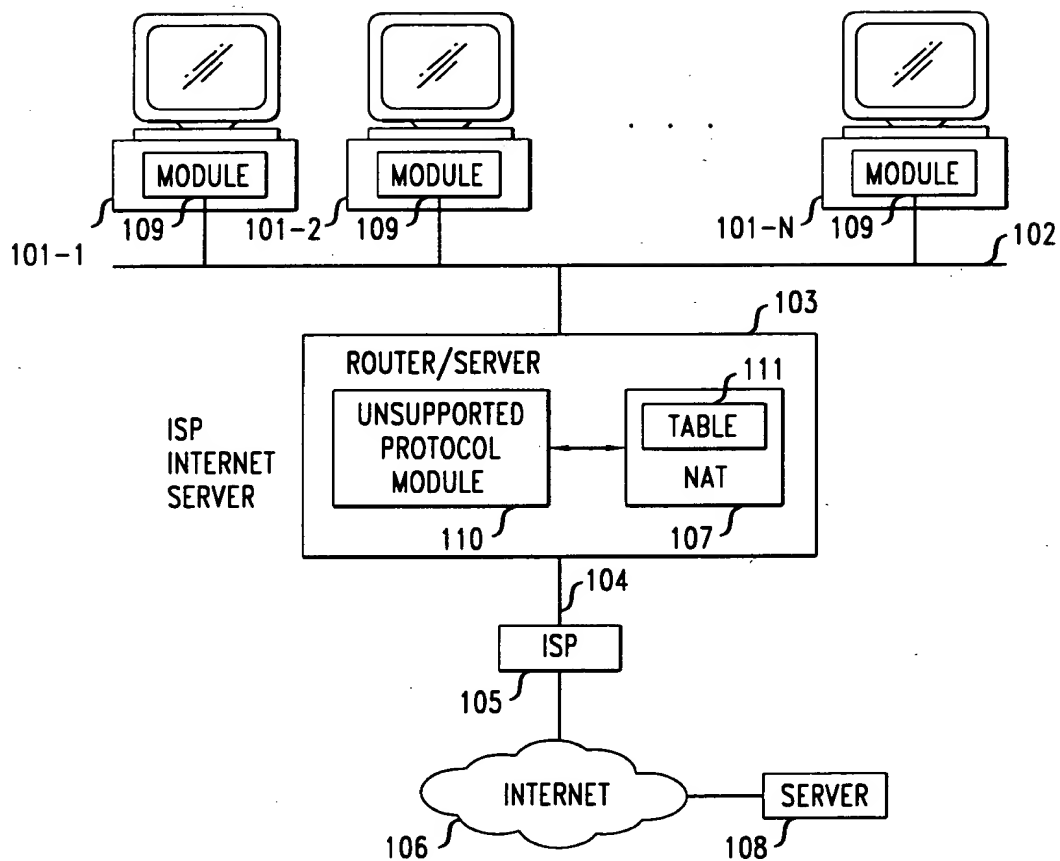 MODULE MODULE . . . MODULE
109 109 109
101-1 101-2 101-N 102
103
ROUTER/SERVER
111
UNSUPPORTED
PROTOCOL
MODULE
TABLE
NAT
110 107
ISP
INTERNET
SERVER
104
ISP
105
INTERNET
106
SERVER
108